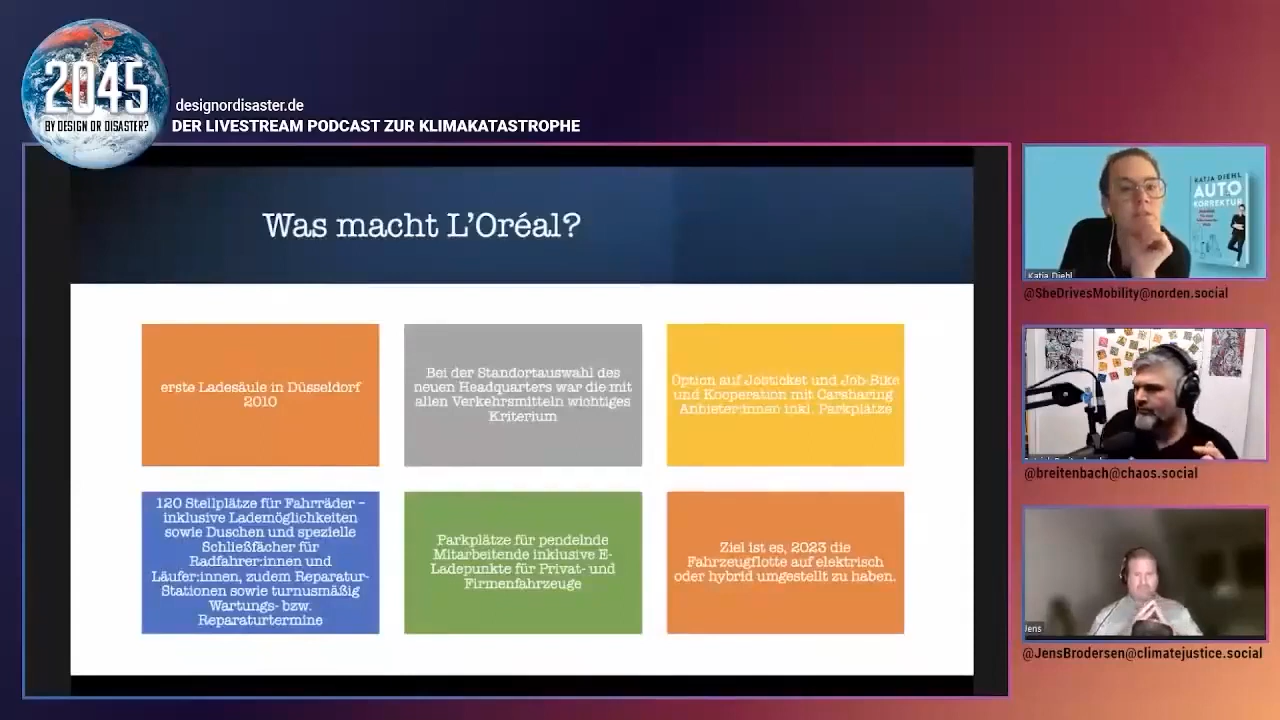 2045
BY DESIGN OR DISASTER?
designordisaster.de
DER LIVESTREAM PODCAST ZUR KLIMAKATASTROPHE
Was macht L'Oréal?
erste Ladesäule in Düsseldorf
2010
Bei der Standortauswahl des
neuen Headquarters war die mit
allen Verkehrsmitteln wichtiges
Kriterium
Option auf Jobticket und Job-Bike
und Kooperation mit Carsharing
Anbieter:innen inkl. Parkplätze
120 Stellplätze für Fahrräder –
inklusive Lademöglichkeiten
sowie Duschen und spezielle
Schließfächer für
Radfahrer:innen und
Läufer:innen, zudem Reparatur-
Stationen sowie turnusmäßig
Wartungs- bzw.
Reparaturtermine
Parkplätze für pendelnde
Mitarbeitende inklusive E-
Ladepunkte für Privat- und
Firmenfahrzeuge
Ziel ist es, 2023 die
Fahrzeugflotte auf elektrisch
oder hybrid umgestellt zu haben.
KATJA DIEHL
AUTO
KORREKTUR
Katja Diehl
@SheDrivesMobility@norden.social
@breitenbach@chaos.social
Jens
@JensBrodersen@climatejustice.social